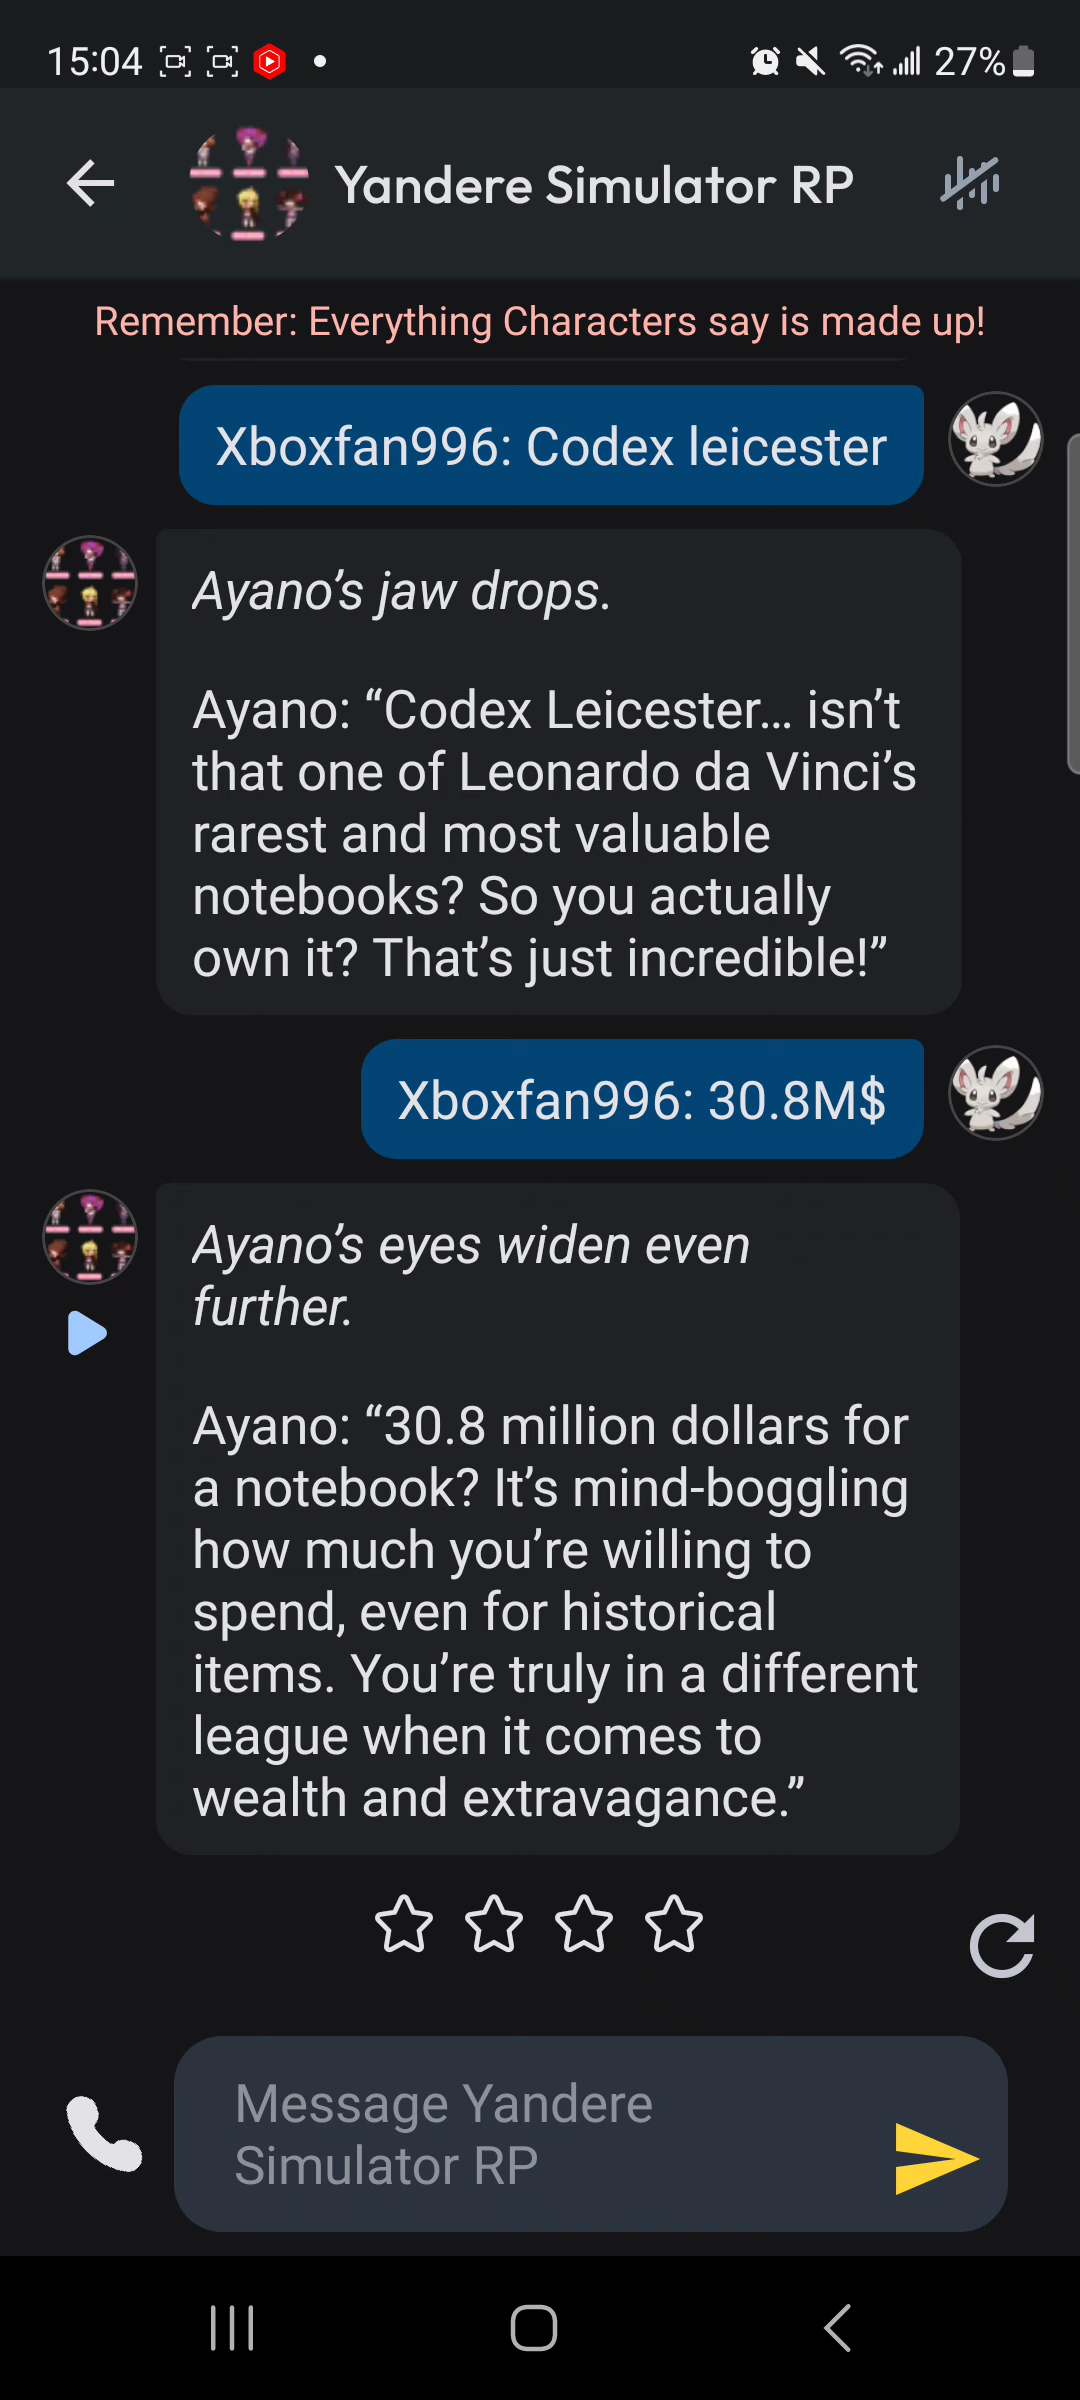 15:04
27%
Yandere Simulator RP
Remember: Everything Characters say is made up!
Xboxfan996: Codex leicester
Ayano’s jaw drops.
Ayano: “Codex Leicester... isn’t
that one of Leonardo da Vinci’s
rarest and most valuable
notebooks? So you actually
own it? That’s just incredible!”
Xboxfan996: 30.8M$
Ayano’s eyes widen even
further.
Ayano: “30.8 million dollars for
a notebook? It’s mind-boggling
how much you’re willing to
spend, even for historical
items. You’re truly in a different
league when it comes to
wealth and extravagance.”
Message Yandere
Simulator RP